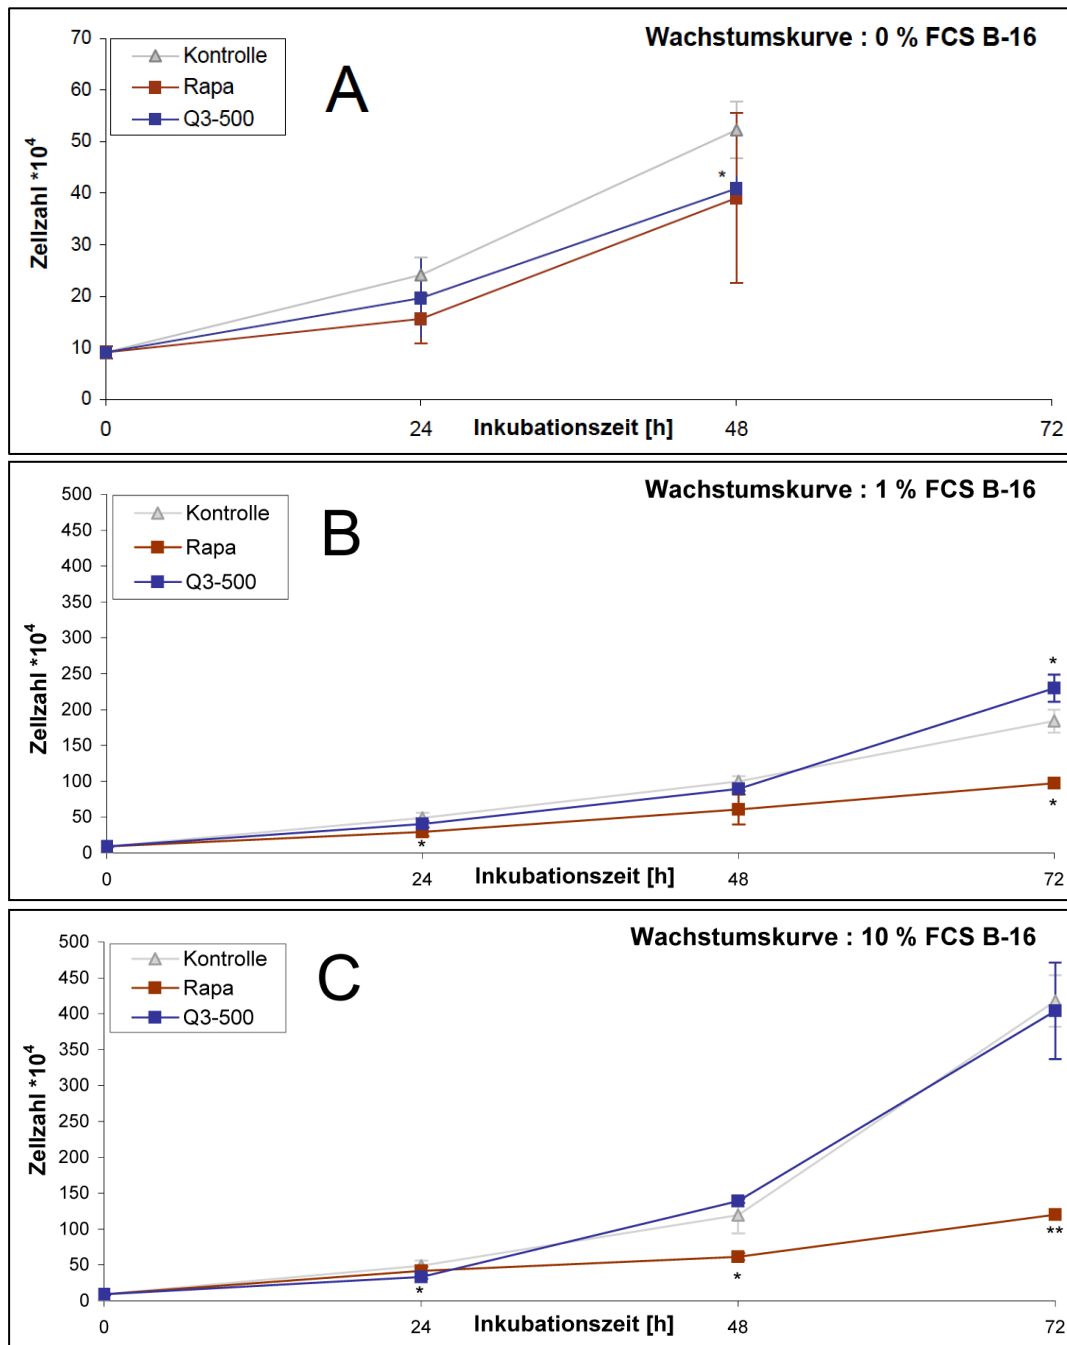 Wachstumskurve : 0 % FCS B-16
Kontrolle
Rapa
Q3-500
A
Zellzahl *10⁴
70
60
50
40
30
20
10
0
*
0 24 48 72
Inkubationszeit [h]
Wachstumskurve : 1 % FCS B-16
Kontrolle
Rapa
Q3-500
B
Zellzahl *10⁴
500
450
400
350
300
250
200
150
100
50
0
*
*
*
0 24 48 72
Inkubationszeit [h]
Wachstumskurve : 10 % FCS B-16
Kontrolle
Rapa
Q3-500
C
Zellzahl *10⁴
500
450
400
350
300
250
200
150
100
50
0
*
*
**
0 24 48 72
Inkubationszeit [h]